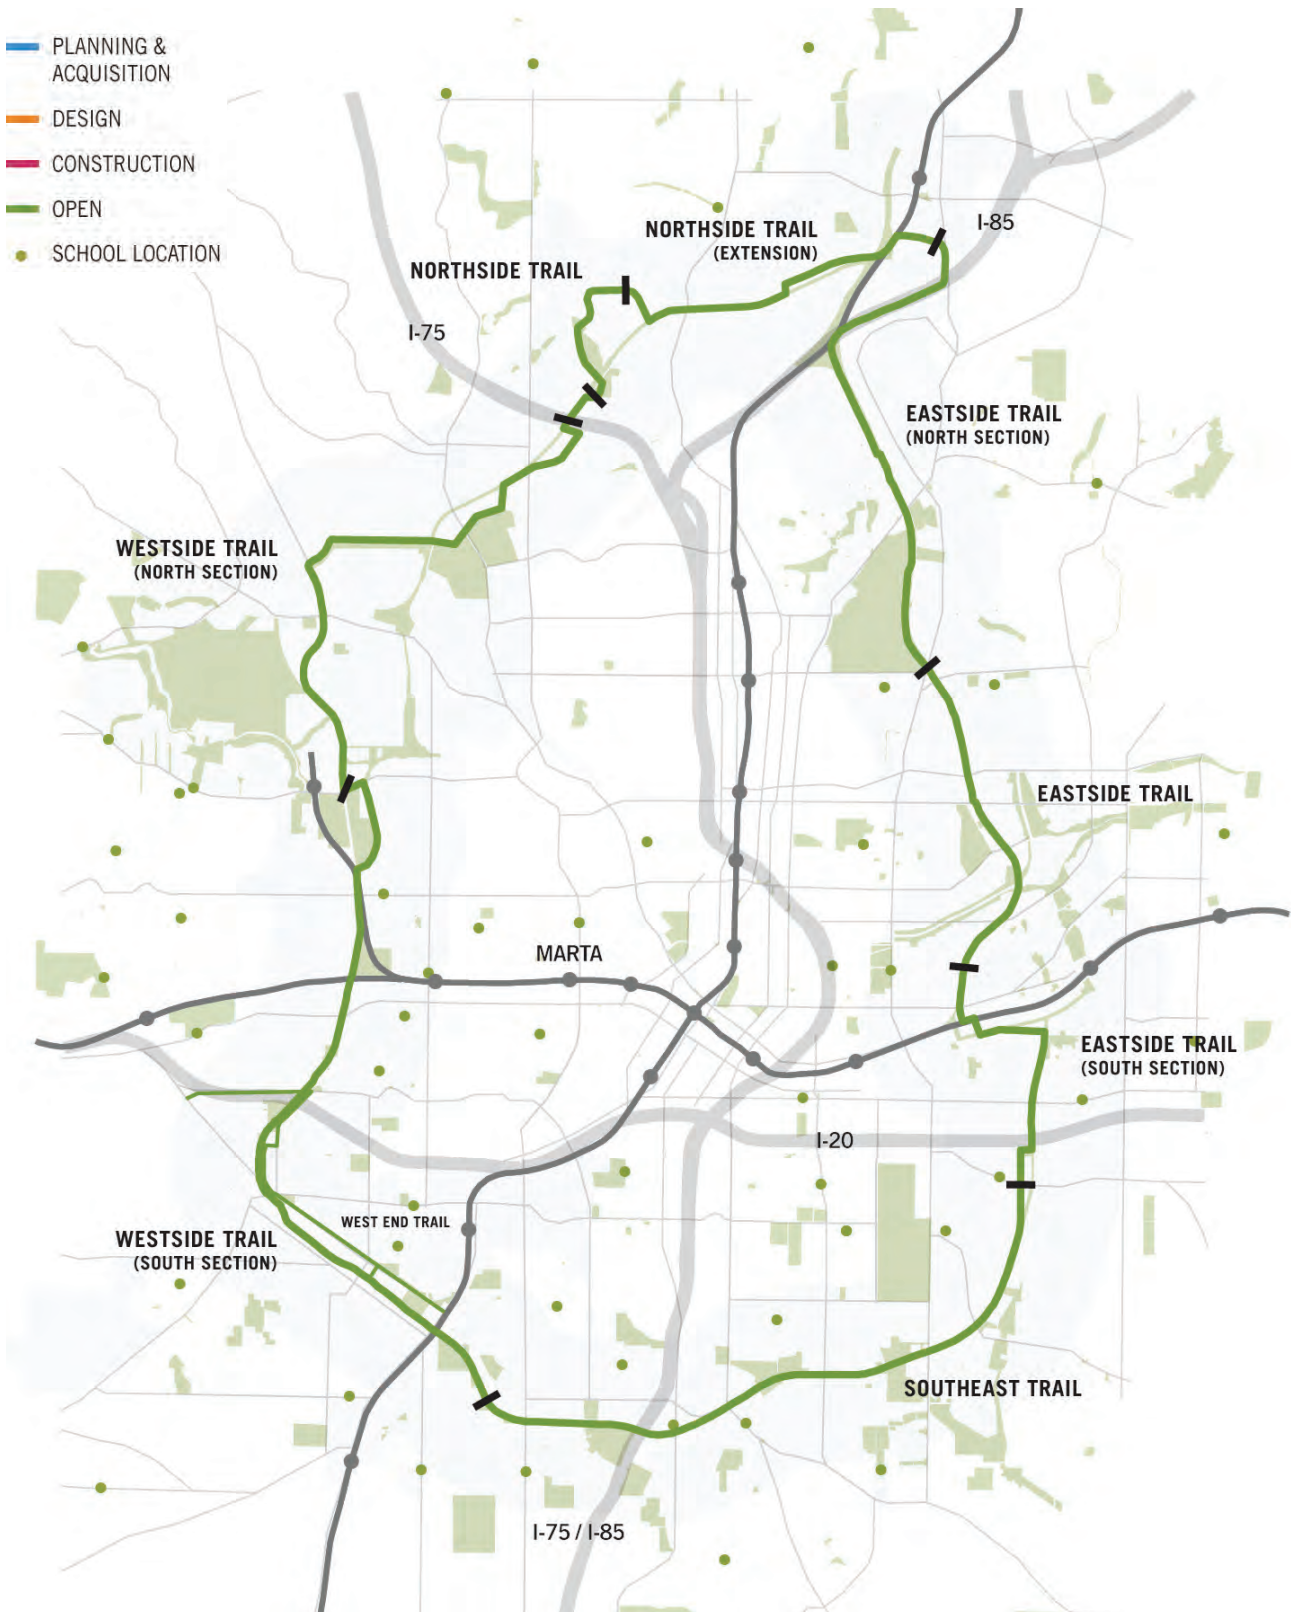 PLANNING &
ACQUISITION
DESIGN
CONSTRUCTION
OPEN
SCHOOL LOCATION
NORTHSIDE TRAIL
(EXTENSION)
I-85
NORTHSIDE TRAIL
I-75
EASTSIDE TRAIL
(NORTH SECTION)
WESTSIDE TRAIL
(NORTH SECTION)
EASTSIDE TRAIL
MARTA
EASTSIDE TRAIL
(SOUTH SECTION)
I-20
WEST END TRAIL
WESTSIDE TRAIL
(SOUTH SECTION)
SOUTHEAST TRAIL
I-75 / I-85